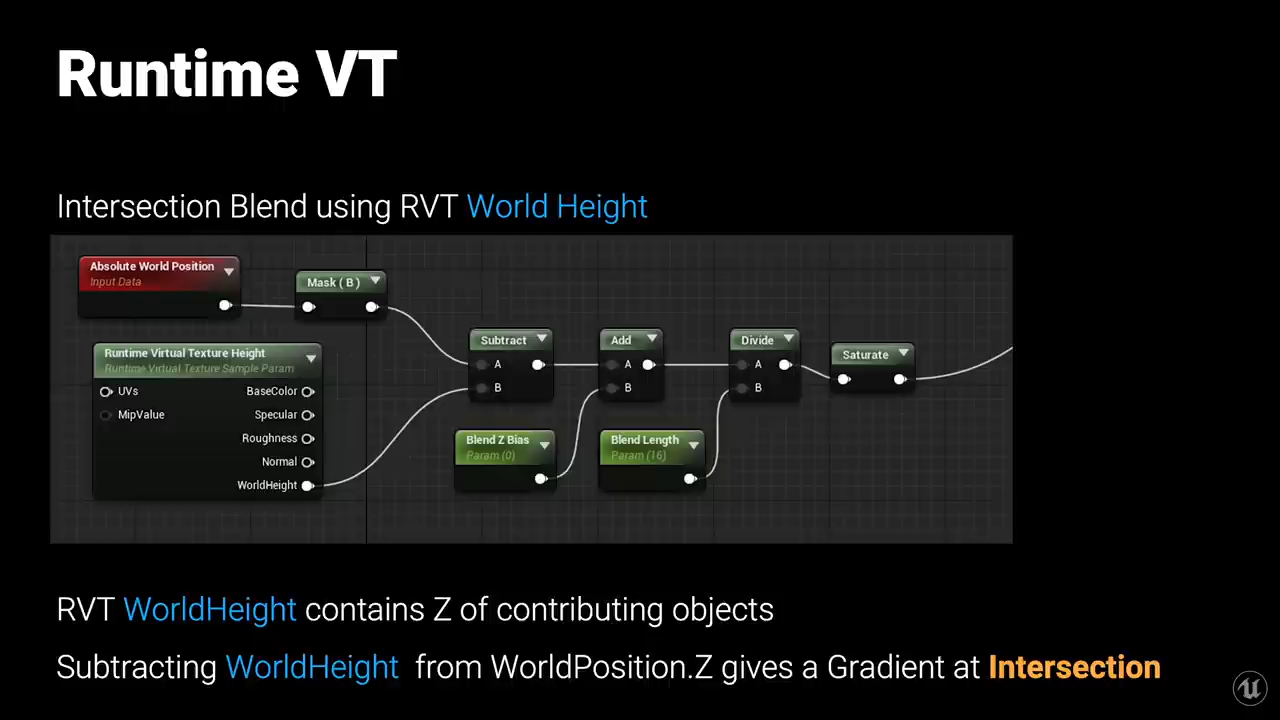 Runtime VT
Intersection Blend using RVT World Height
Absolute World Position
Input Data
Mask ( B )
Runtime Virtual Texture Height
Runtime Virtual Texture Sample Param
UVs
BaseColor
MipValue
Specular
Roughness
Normal
WorldHeight
Subtract
A
B
Add
A
B
Divide
A
B
Saturate
Blend Z Bias
Param (0)
Blend Length
Param (16)
RVT WorldHeight contains Z of contributing objects
Subtracting WorldHeight from WorldPosition.Z gives a Gradient at Intersection